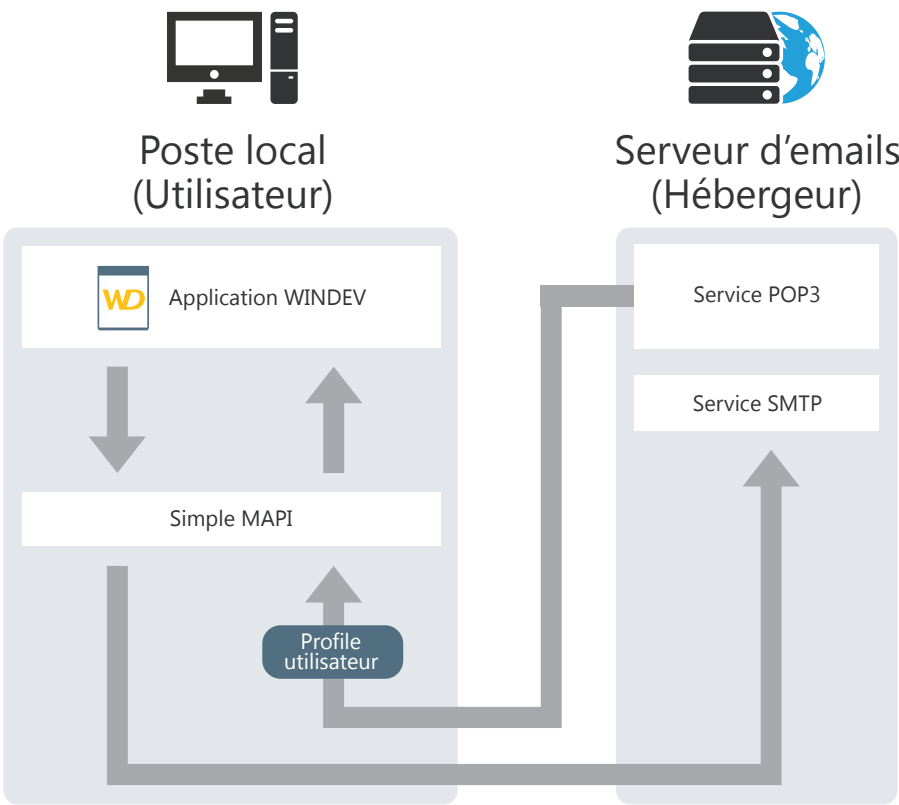 Poste local
(Utilisateur)
Serveur d'emails
(Hébergeur)
WD
Application WINDEV
Service POP3
Service SMTP
Simple MAPI
Profile
utilisateur